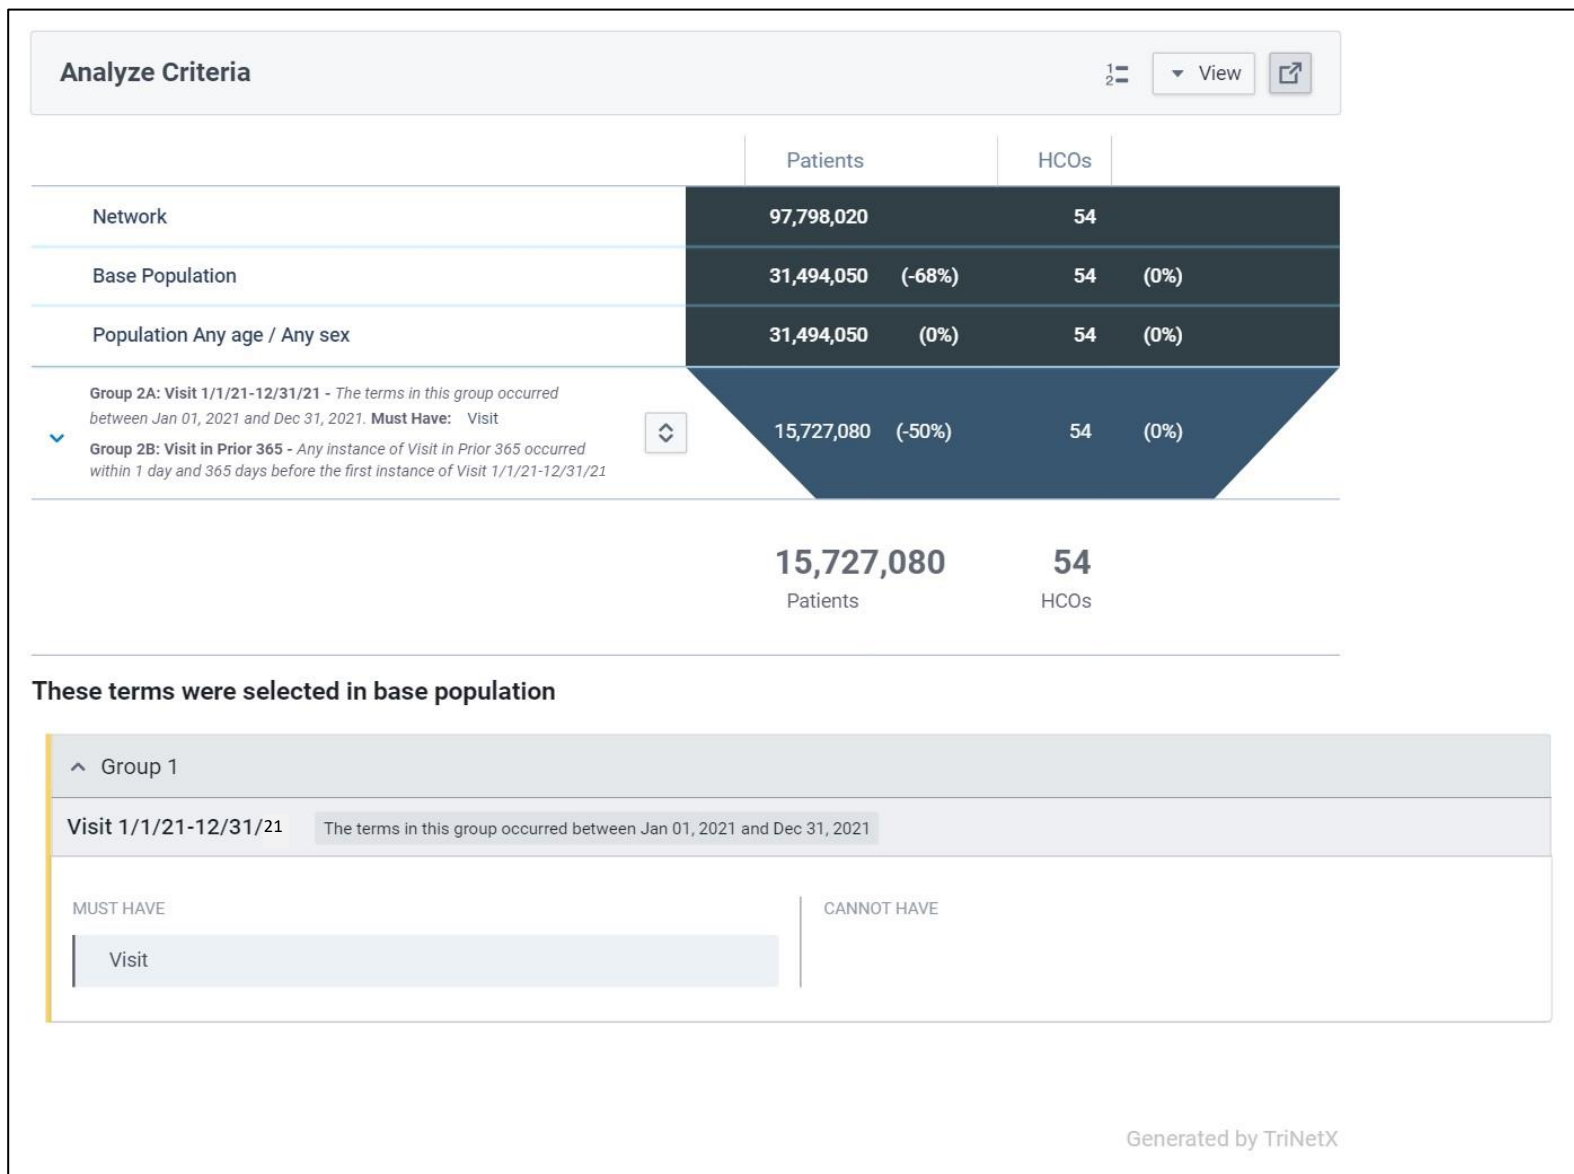 Analyze Criteria
1
2
View
Patients HCOs
Network 97,798,020 54
Base Population 31,494,050 (-68%) 54 (0%)
Population Any age / Any sex 31,494,050 (0%) 54 (0%)
Group 2A: Visit 1/1/21-12/31/21 - The terms in this group occurred
between Jan 01, 2021 and Dec 31, 2021. Must Have: Visit
Group 2B: Visit in Prior 365 - Any instance of Visit in Prior 365 occurred
within 1 day and 365 days before the first instance of Visit 1/1/21-12/31/21
15,727,080 (-50%) 54 (0%)
15,727,080 54
Patients HCOs
These terms were selected in base population
Group 1
Visit 1/1/21-12/31/21 The terms in this group occurred between Jan 01, 2021 and Dec 31, 2021
MUST HAVE CANNOT HAVE
Visit
Generated by TriNetX